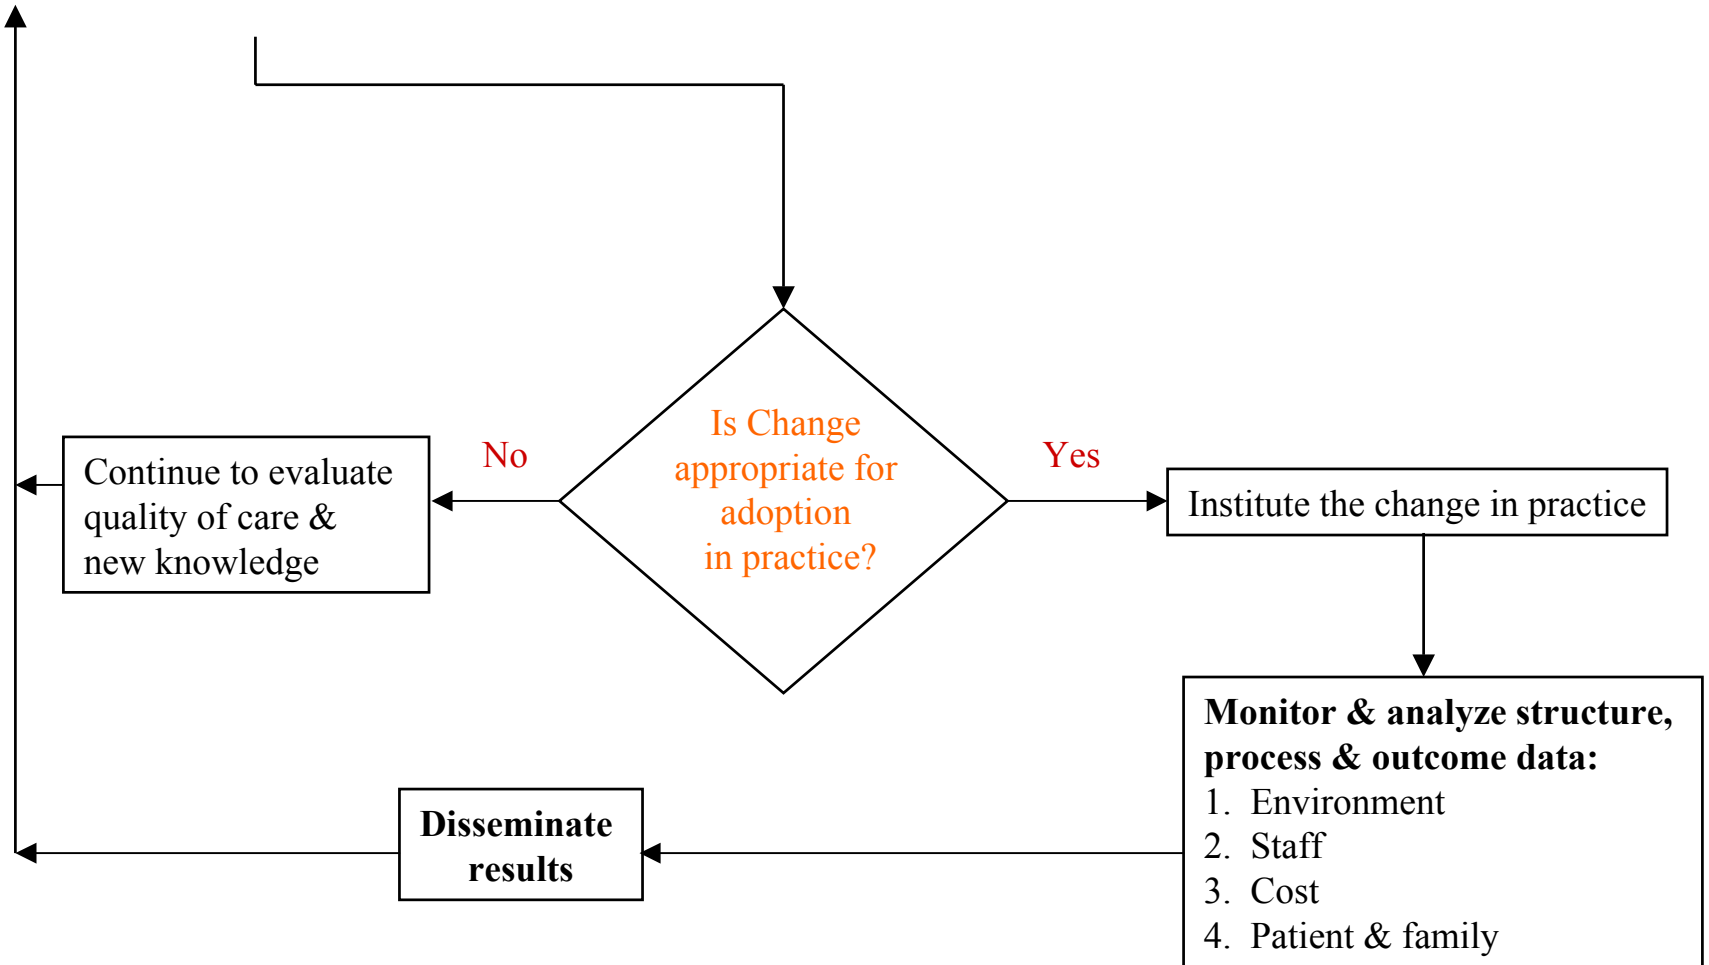 Is Change
appropriate for
adoption
in practice?
No
Yes
Continue to evaluate
quality of care &
new knowledge
Institute the change in practice
Monitor & analyze structure,
process & outcome data:
1. Environment
2. Staff
3. Cost
4. Patient & family
Disseminate
results